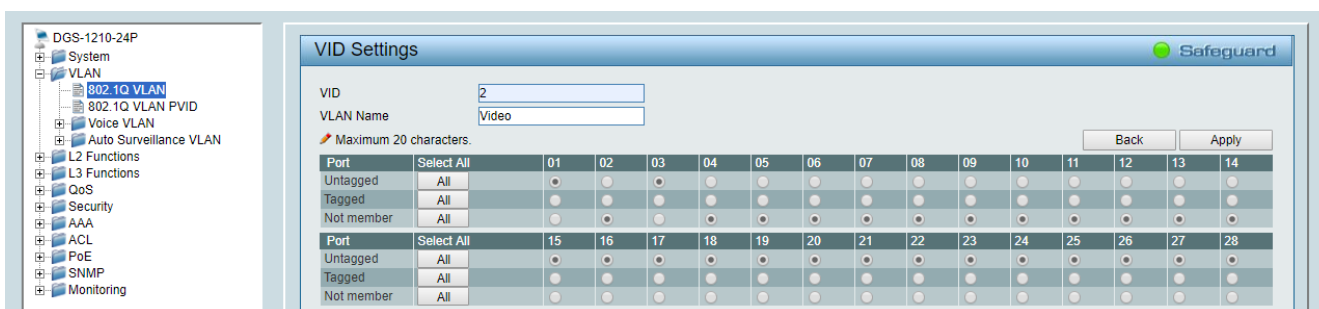 DGS-1210-24P
System
VLAN
802.1Q VLAN
802.1Q VLAN PVID
Voice VLAN
Auto Surveillance VLAN
L2 Functions
L3 Functions
QoS
Security
AAA
ACL
PoE
SNMP
Monitoring
VID Settings
Safeguard
VID 2
VLAN Name Video
Maximum 20 characters.
Back Apply
Port Select All 01 02 03 04 05 06 07 08 09 10 11 12 13 14
Untagged All
Tagged All
Not member All
Port Select All 15 16 17 18 19 20 21 22 23 24 25 26 27 28
Untagged All
Tagged All
Not member All